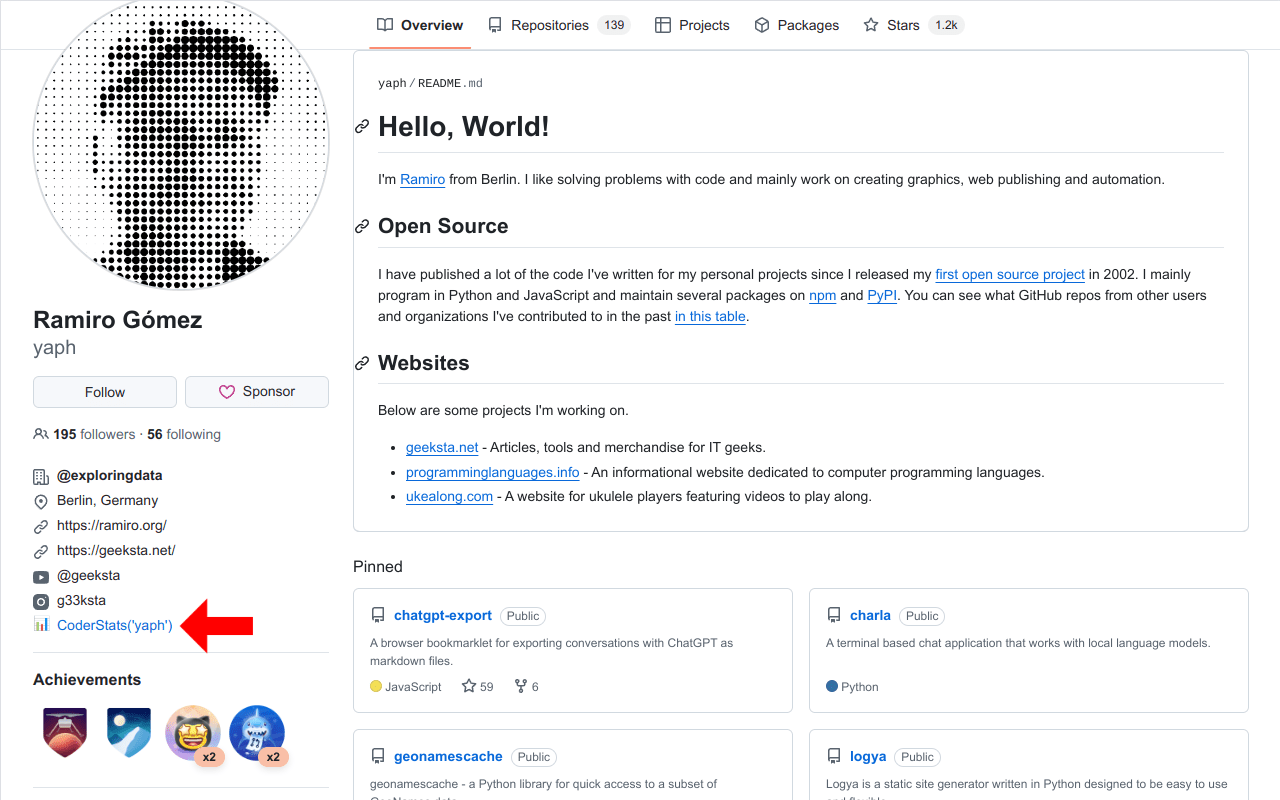 Overview
Repositories 139
Projects
Packages
Stars 1.2k
Ramiro Gómez
yaph
Follow
Sponsor
195 followers · 56 following
@exploringdata
Berlin, Germany
https://ramiro.org/
https://geeksta.net/
@geeksta
g33ksta
CoderStats('yaph')
Achievements
x2
x2
yaph/README.md
Hello, World!
I'm Ramiro from Berlin. I like solving problems with code and mainly work on creating graphics, web publishing and automation.
Open Source
I have published a lot of the code I've written for my personal projects since I released my first open source project in 2002. I mainly
program in Python and JavaScript and maintain several packages on npm and PyPI. You can see what GitHub repos from other users
and organizations I've contributed to in the past in this table.
Websites
Below are some projects I'm working on.
• geeksta.net - Articles, tools and merchandise for IT geeks.
• programminglanguages.info - An informational website dedicated to computer programming languages.
• ukealong.com - A website for ukulele players featuring videos to play along.
Pinned
chatgpt-export Public
A browser bookmarklet for exporting conversations with ChatGPT as
markdown files.
JavaScript 59 6
charla Public
A terminal based chat application that works with local language models.
Python
geonamescache Public
geonamescache - a Python library for quick access to a subset of
logya Public
Logya is a static site generator written in Python designed to be easy to use